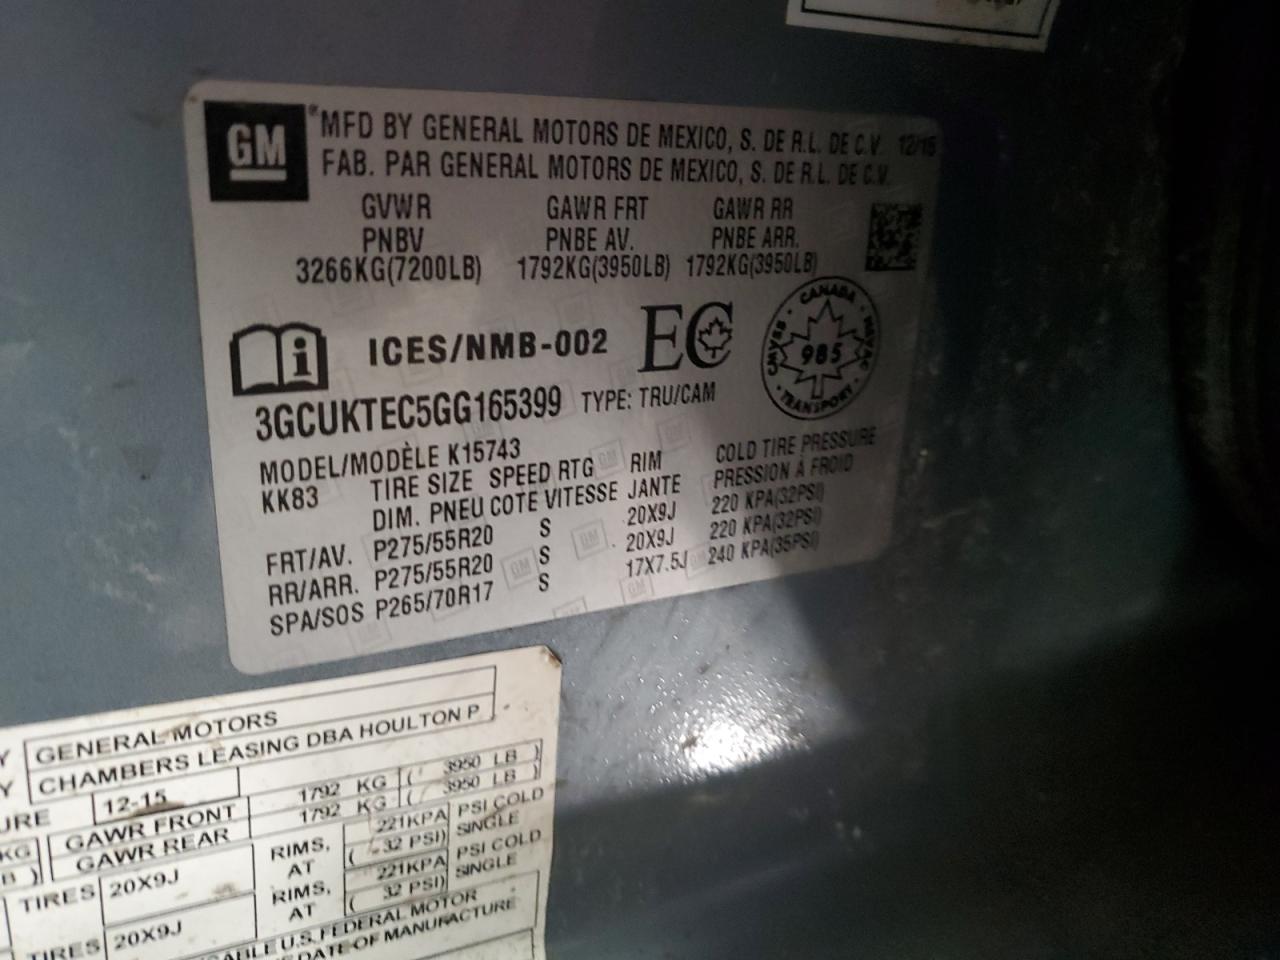 GM
MFD BY GENERAL MOTORS DE MEXICO, S. DE R.L. DE C.V. 12/15
FAB. PAR GENERAL MOTORS DE MEXICO, S. DE R.L. DE C.V.
GVWR GAWR FRT GAWR RR
PNBV PNBE AV. PNBE ARR.
3266KG(7200LB) 1792KG(3950LB) 1792KG(3950LB)
i ICES/NMB-002 EC
CANADA
985
TRANSPORT
3GCUKTEC5GG165399 TYPE: TRU/CAM
MODEL/MODÈLE K15743
KK83 TIRE SIZE SPEED RTG RIM COLD TIRE PRESSURE
DIM. PNEU COTE VITESSE JANTE PRESSION À FROID
FRT/AV. P275/55R20 S 20X9J 220 KPA(32PSI)
RR/ARR. P275/55R20 S 20X9J 220 KPA(32PSI)
SPA/SOS P265/70R17 S 17X7.5J 240 KPA(35PSI)
Y GENERAL MOTORS
Y CHAMBERS LEASING DBA HOULTON P
URE 12-15
KG GAWR FRONT 1792 KG ( 3950 LB )
B ) GAWR REAR 1792 KG ( 3950 LB )
TIRES 20X9J RIMS, AT 221KPA ( 32 PSI) PSI COLD SINGLE
TIRES 20X9J RIMS, AT 221KPA ( 32 PSI) PSI COLD SINGLE
CABLE U.S. FEDERAL MOTOR
DATE OF MANUFACTURE